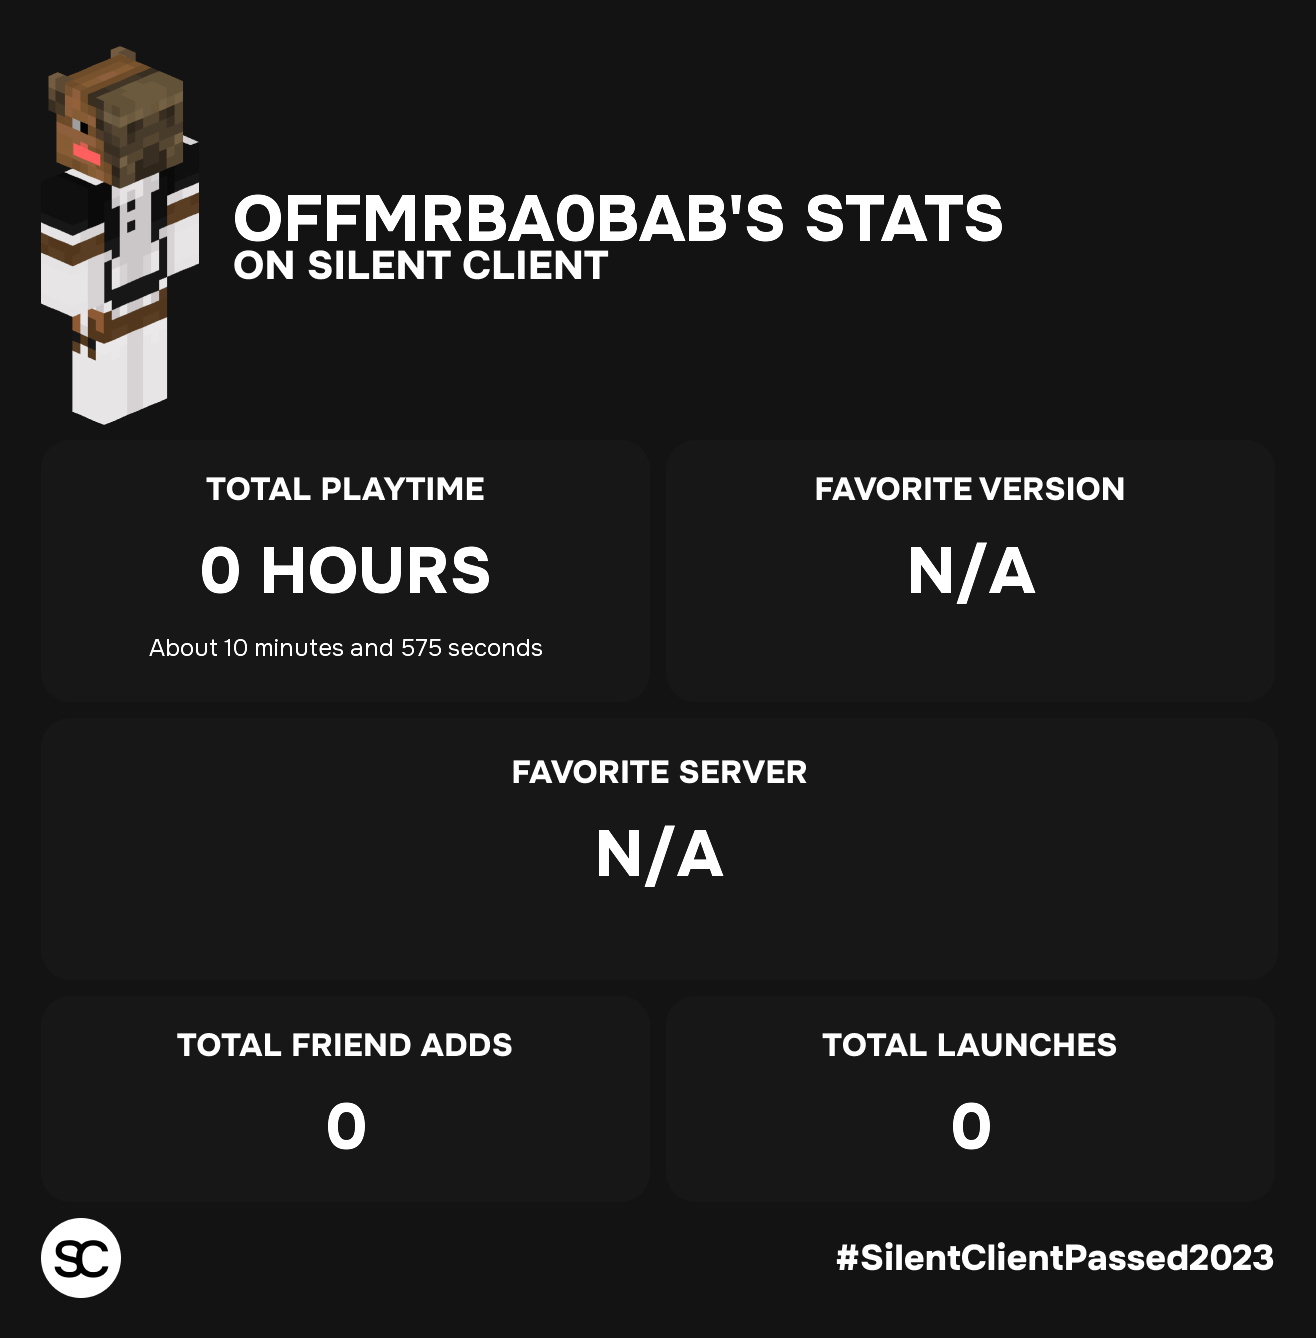 OFFMRBA0BAB'S STATS
ON SILENT CLIENT
TOTAL PLAYTIME
0 HOURS
About 10 minutes and 575 seconds
FAVORITE VERSION
N/A
FAVORITE SERVER
N/A
TOTAL FRIEND ADDS
0
TOTAL LAUNCHES
0
SC
#SilentClientPassed2023